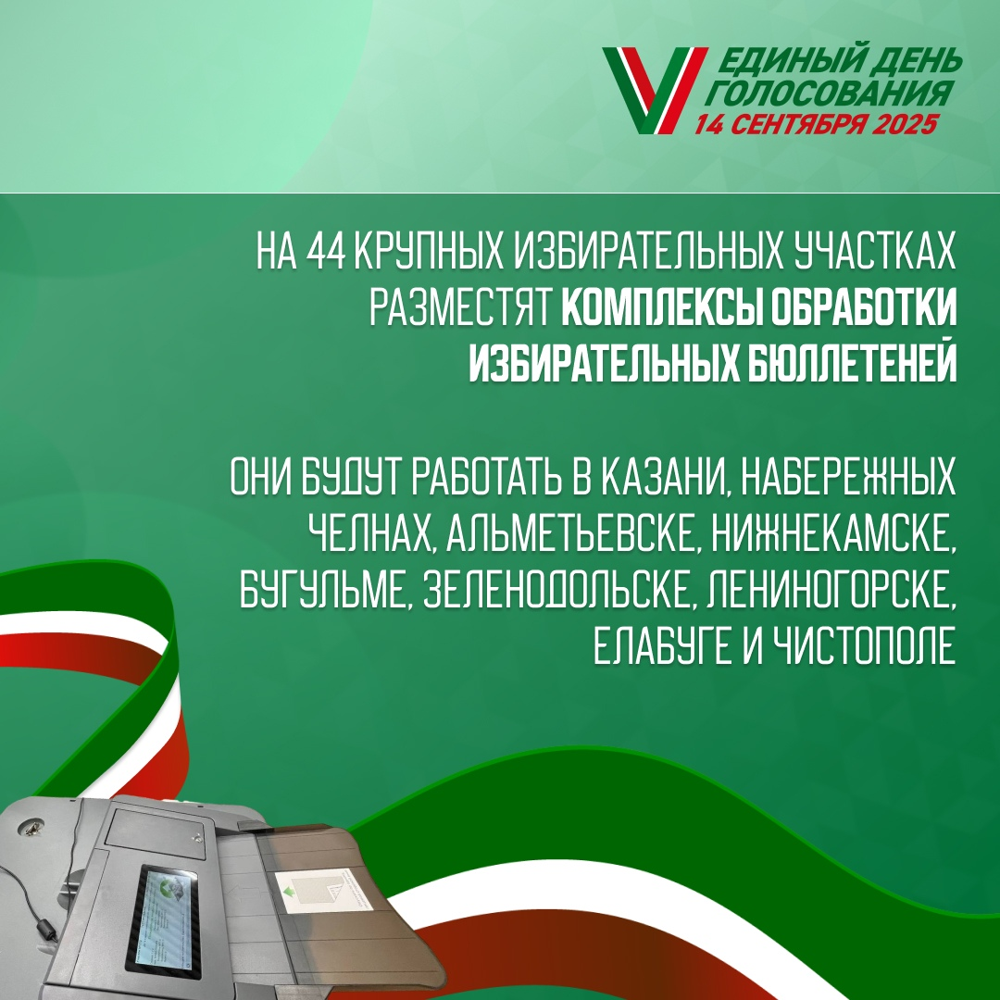 ЕДИНЫЙ ДЕНЬ
ГОЛОСОВАНИЯ
14 СЕНТЯБРЯ 2025
НА 44 КРУПНЫХ ИЗБИРАТЕЛЬНЫХ УЧАСТКАХ
РАЗМЕСТЯТ КОМПЛЕКСЫ ОБРАБОТКИ
ИЗБИРАТЕЛЬНЫХ БЮЛЛЕТЕНЕЙ
ОНИ БУДУТ РАБОТАТЬ В КАЗАНИ, НАБЕРЕЖНЫХ
ЧЕЛНАХ, АЛЬМЕТЬЕВСКЕ, НИЖНЕКАМСКЕ,
БУГУЛЬМЕ, ЗЕЛЕНОДОЛЬСКЕ, ЛЕНИНОГОРСКЕ,
ЕЛАБУГЕ И ЧИСТОПОЛЕ